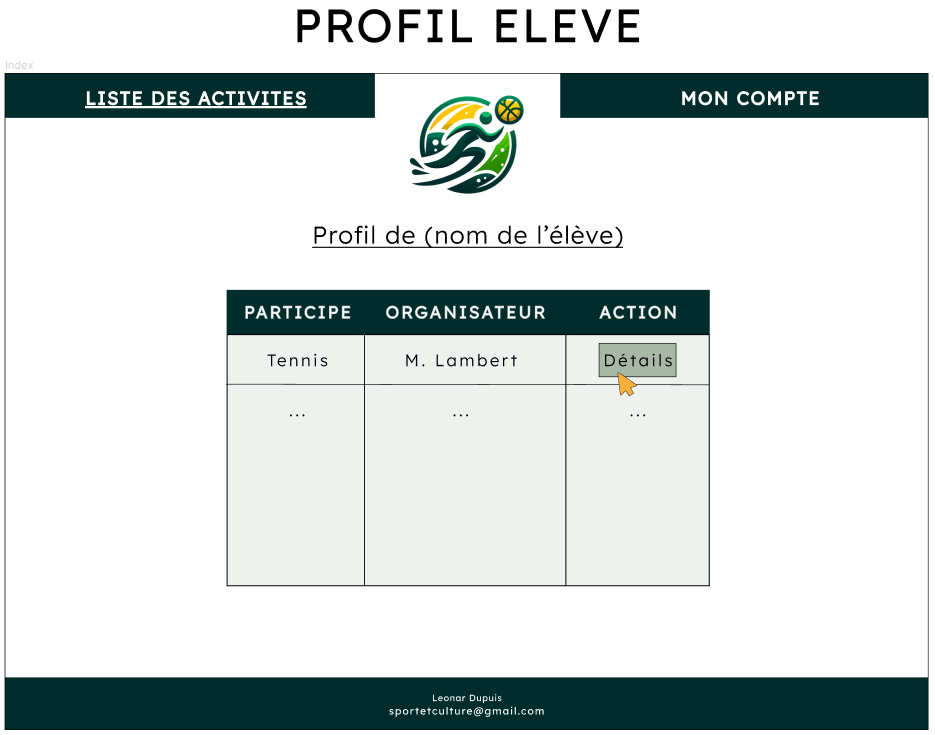 PROFIL ELEVE
Index
LISTE DES ACTIVITES
MON COMPTE
Profil de (nom de l’élève)
PARTICIPE ORGANISATEUR ACTION
Tennis M. Lambert Détails
... ... ...
Leonar Dupuis
sportetculture@gmail.com